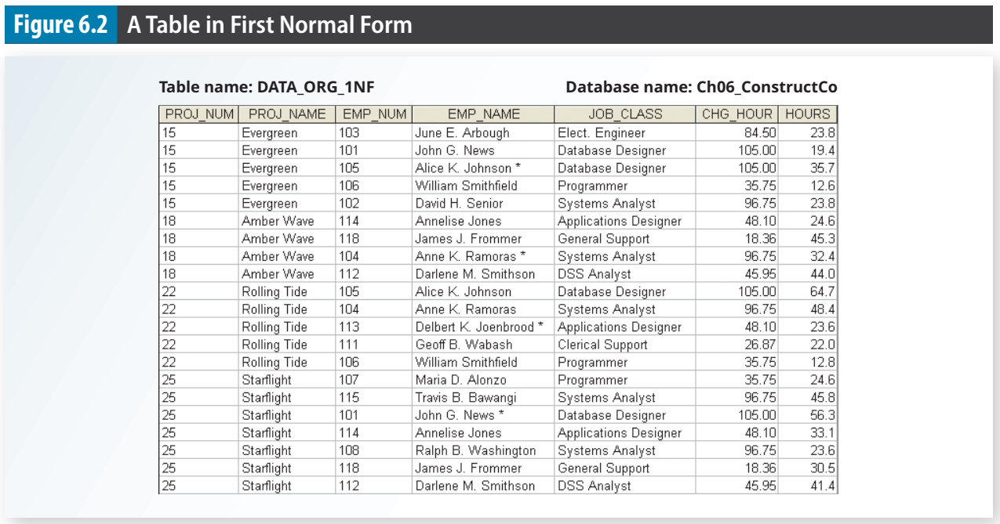 Figure 6.2 A Table in First Normal Form
Table name: DATA_ORG_1NF Database name: Ch06_ConstructCo
PROJ_NUM PROJ_NAME EMP_NUM EMP_NAME JOB_CLASS CHG_HOUR HOURS
15 Evergreen 103 June E. Arbough Elect. Engineer 84.50 23.8
15 Evergreen 101 John G. News Database Designer 105.00 19.4
15 Evergreen 105 Alice K. Johnson * Database Designer 105.00 35.7
15 Evergreen 106 William Smithfield Programmer 35.75 12.6
15 Evergreen 102 David H. Senior Systems Analyst 96.75 23.8
18 Amber Wave 114 Annelise Jones Applications Designer 48.10 24.6
18 Amber Wave 118 James J. Frommer General Support 18.36 45.3
18 Amber Wave 104 Anne K. Ramoras * Systems Analyst 96.75 32.4
18 Amber Wave 112 Darlene M. Smithson DSS Analyst 45.95 44.0
22 Rolling Tide 105 Alice K. Johnson Database Designer 105.00 64.7
22 Rolling Tide 104 Anne K. Ramoras Systems Analyst 96.75 48.4
22 Rolling Tide 113 Delbert K. Joenbrood * Applications Designer 48.10 23.6
22 Rolling Tide 111 Geoff B. Wabash Clerical Support 26.87 22.0
22 Rolling Tide 106 William Smithfield Programmer 35.75 12.8
25 Starflight 107 Maria D. Alonzo Programmer 35.75 24.6
25 Starflight 115 Travis B. Bawangi Systems Analyst 96.75 45.8
25 Starflight 101 John G. News * Database Designer 105.00 56.3
25 Starflight 114 Annelise Jones Applications Designer 48.10 33.1
25 Starflight 108 Ralph B. Washington Systems Analyst 96.75 23.6
25 Starflight 118 James J. Frommer General Support 18.36 30.5
25 Starflight 112 Darlene M. Smithson DSS Analyst 45.95 41.4